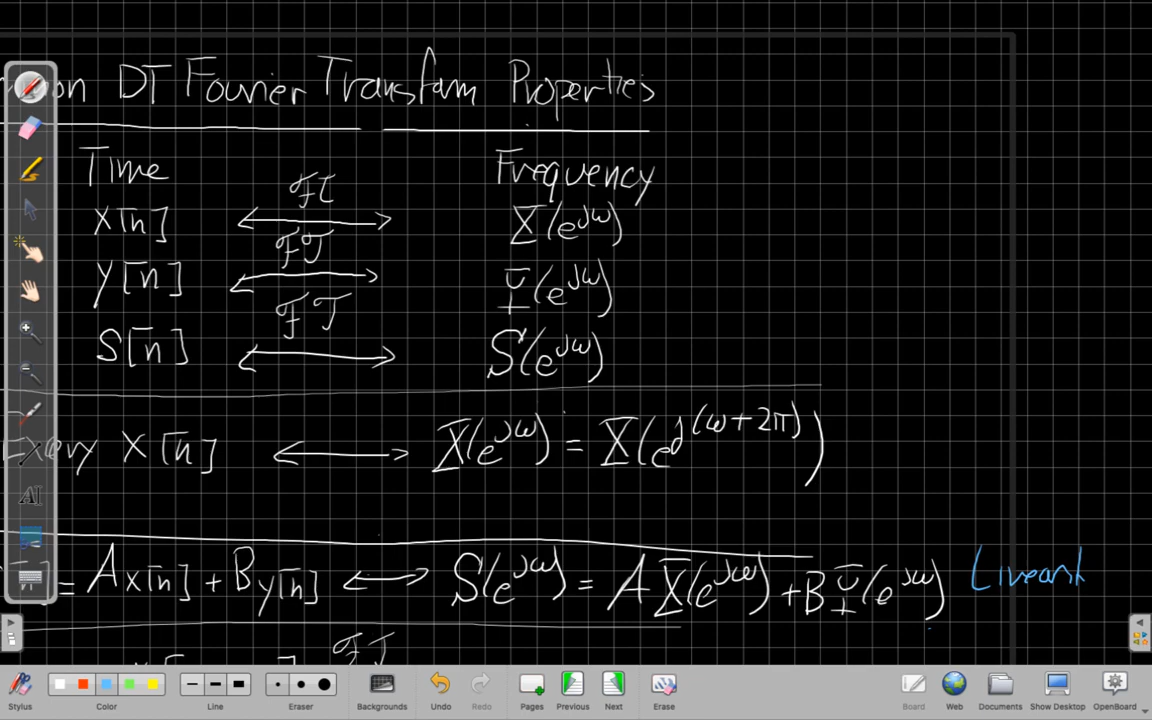 on DT Fourier Transfam Properties
Time Frequency
X[n] FT X(e^jω)
y[n] FT Y(e^jω)
S[n] FT S(e^jω)
Every X[n] ⟷ X(e^jω) = X(e^j(ω+2π))
= Ax[n] + By[n] ⟷ S(e^jω) = AX(e^jω) + BY(e^jω) Linearit
FT
Stylus Color Line Eraser Backgrounds Undo Redo Pages Previous Next Erase Board Web Documents Show Desktop OpenBoard